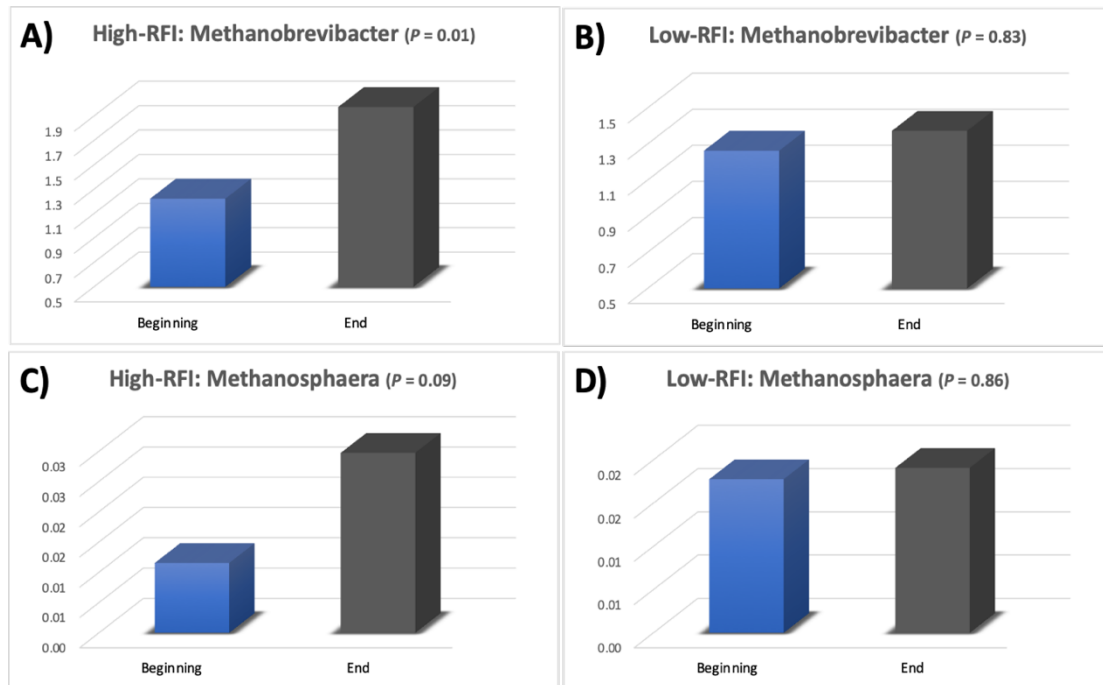 A)
High-RFI: Methanobrevibacter (P = 0.01)
1.9
1.7
1.5
1.3
1.1
0.9
0.7
0.5
Beginning
End
B)
Low-RFI: Methanobrevibacter (P = 0.83)
1.5
1.3
1.1
0.9
0.7
0.5
Beginning
End
C)
High-RFI: Methanosphaera (P = 0.09)
0.03
0.03
0.02
0.02
0.01
0.01
0.00
Beginning
End
D)
Low-RFI: Methanosphaera (P = 0.86)
0.02
0.02
0.01
0.01
0.00
Beginning
End